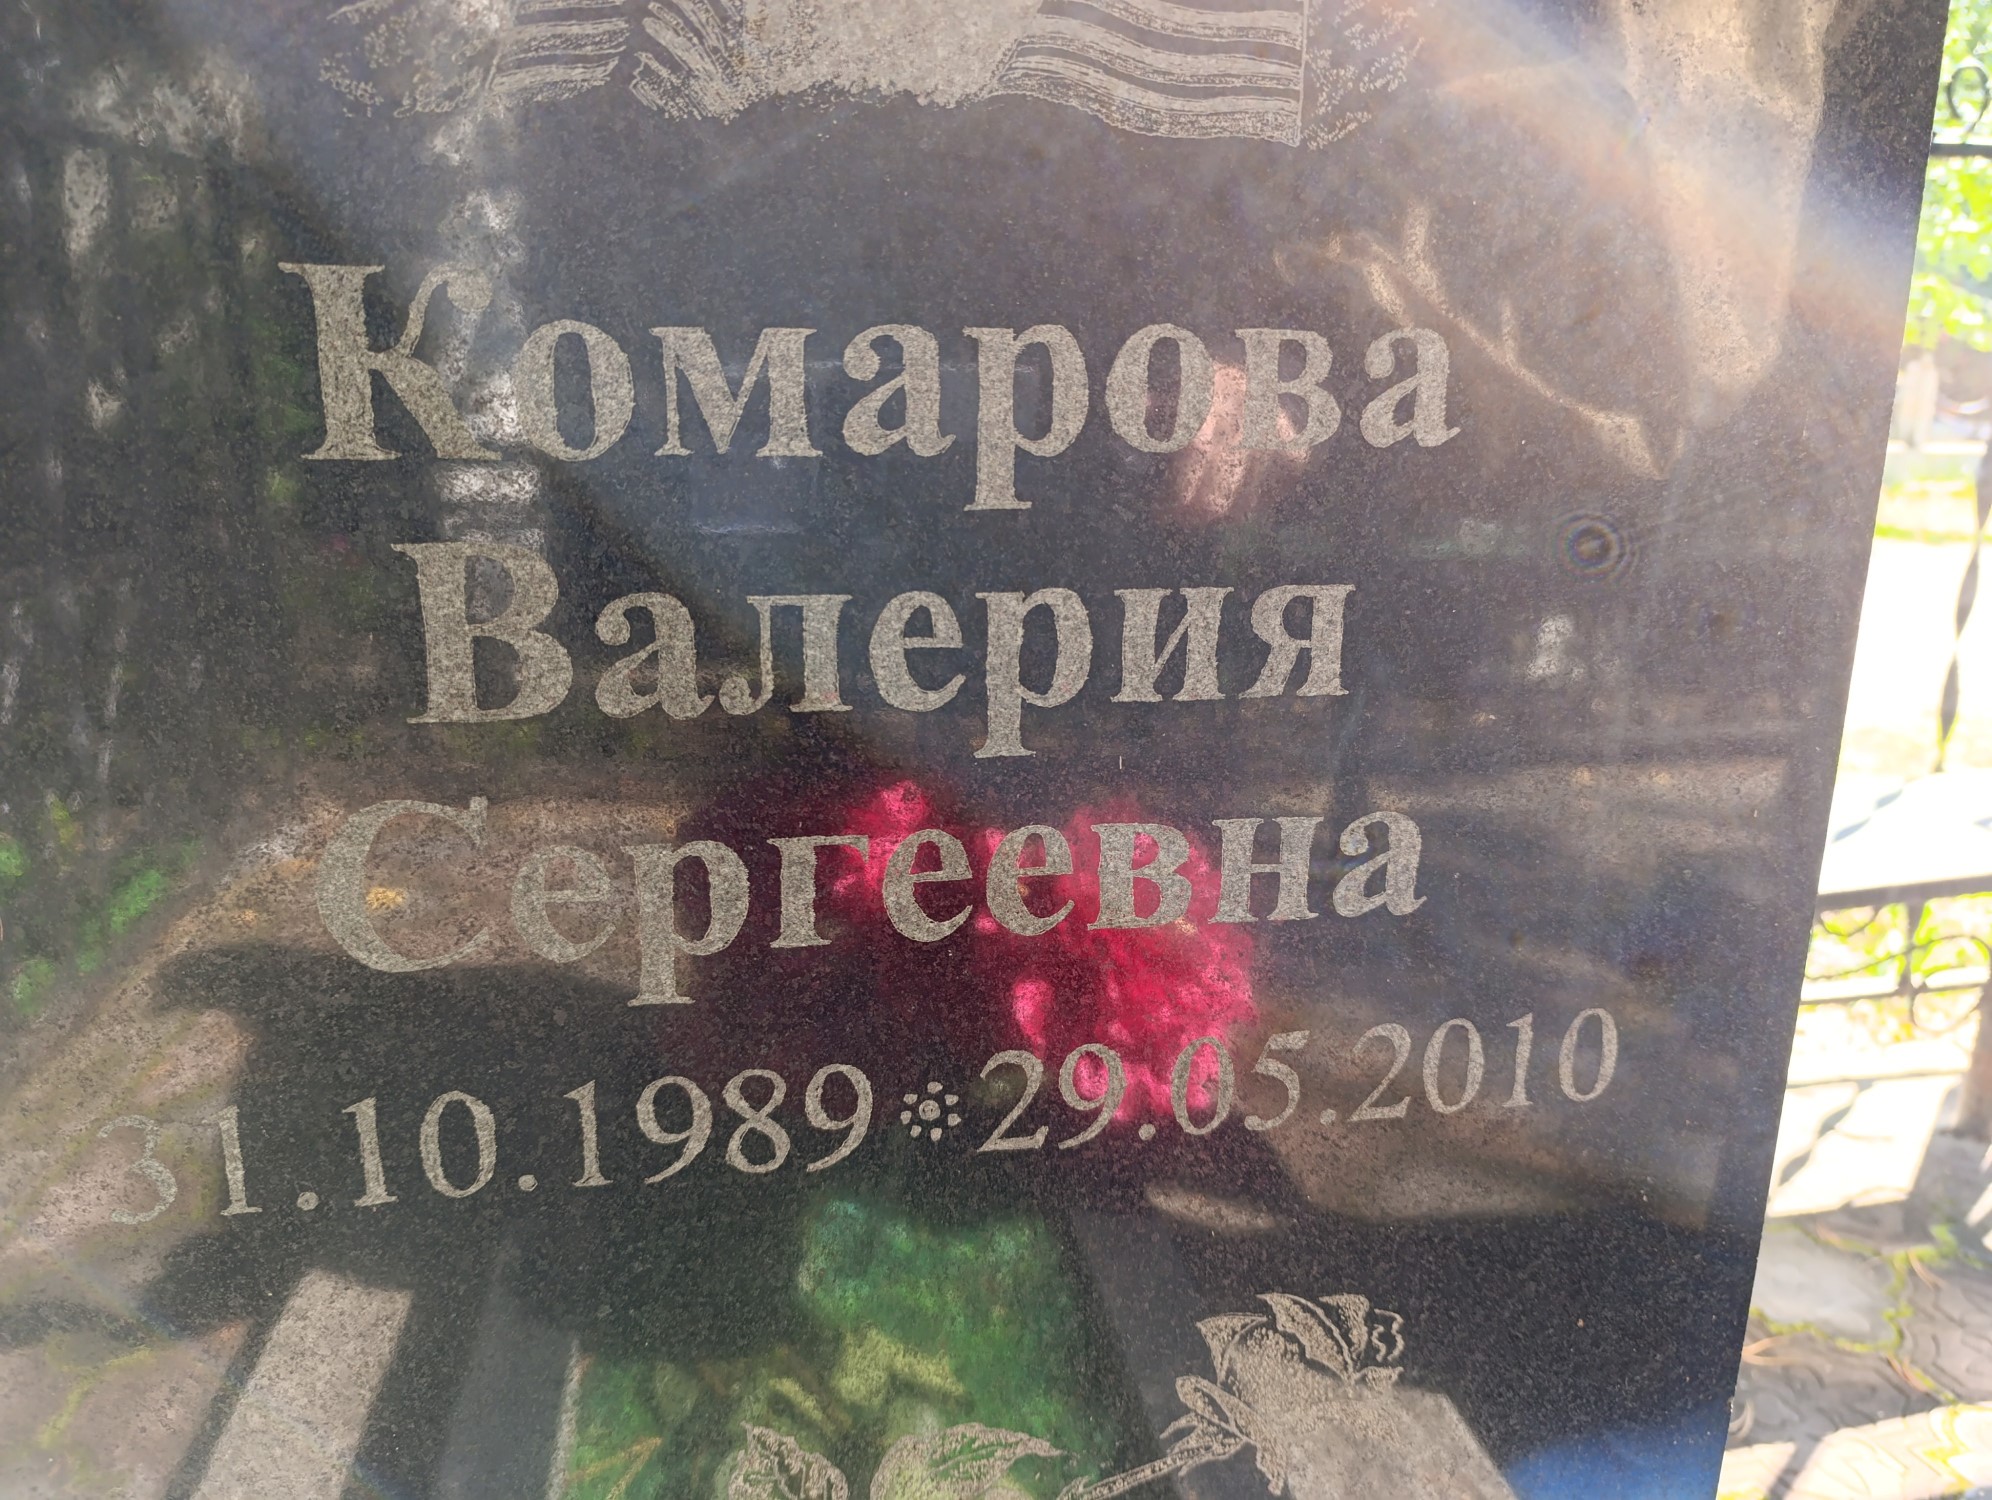 Комарова
Валерия
Сергеевна
31.10.1989 29.05.2010